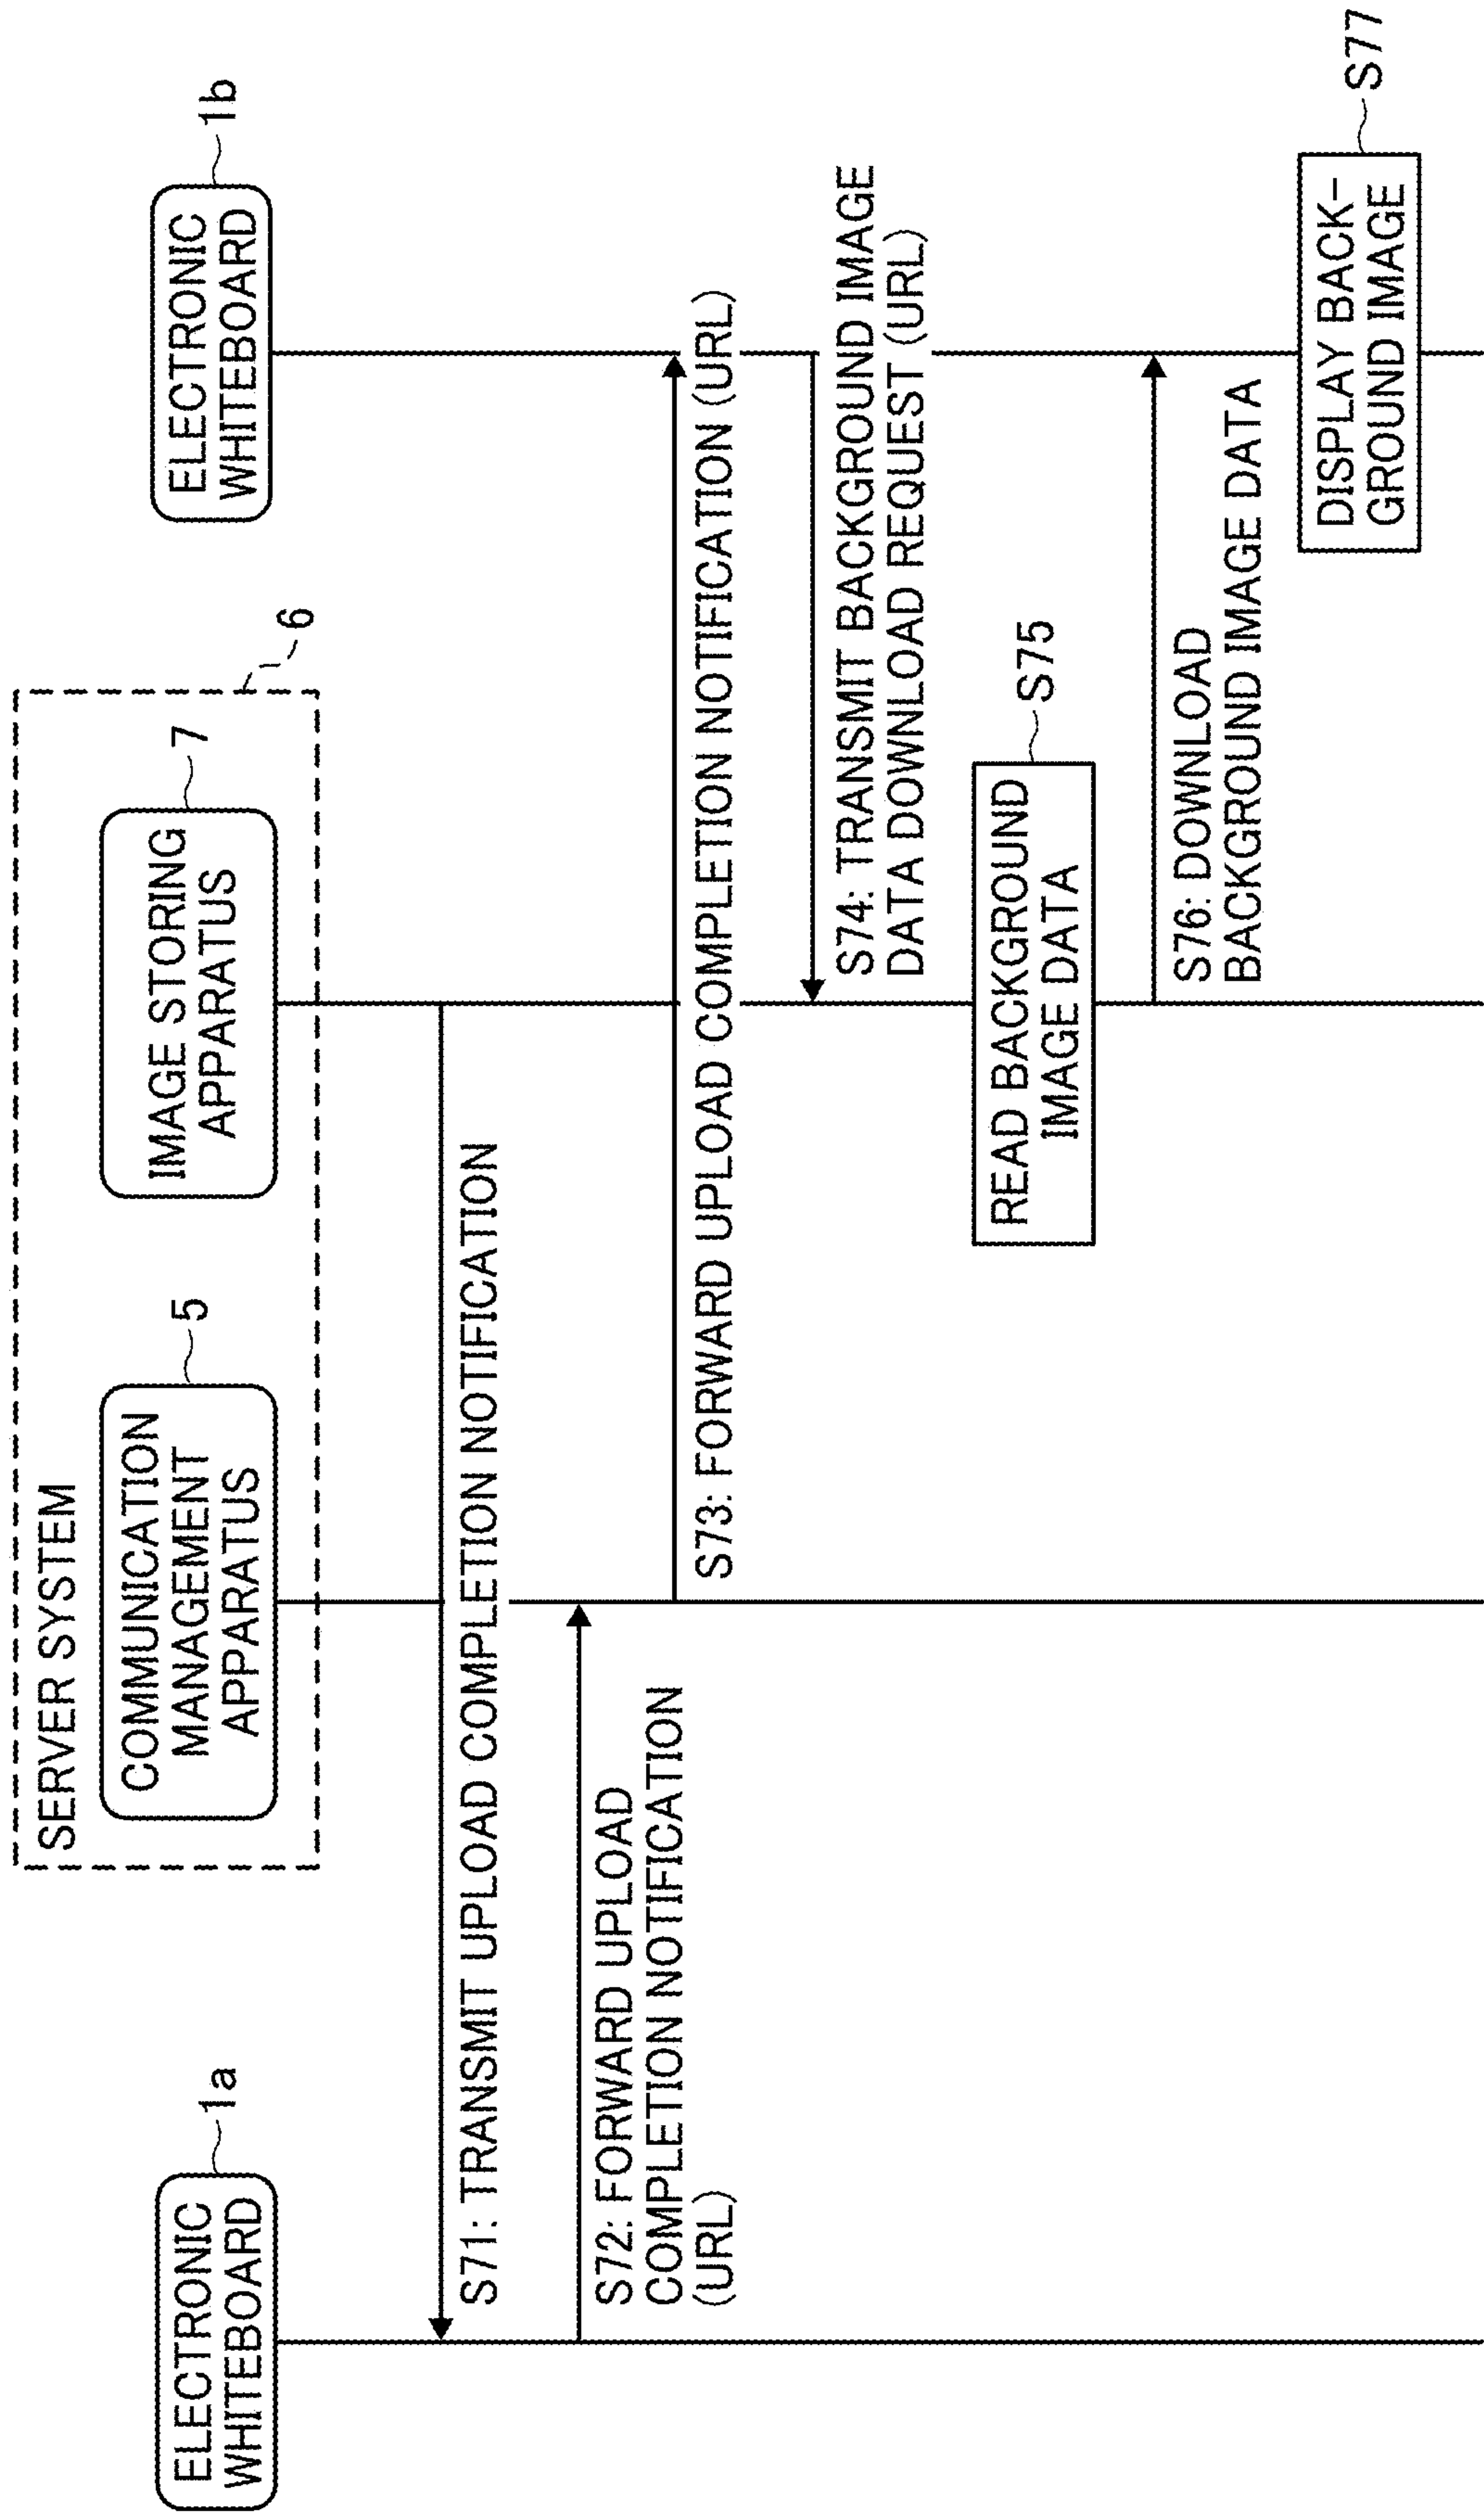 SERVER SYSTEM
6
ELECTRONIC
WHITEBOARD
1a
COMMUNICATION
MANAGEMENT
APPARATUS
5
IMAGE STORING
APPARATUS
7
ELECTRONIC
WHITEBOARD
1b
S71: TRANSMIT UPLOAD COMPLETION NOTIFICATION
S72: FORWARD UPLOAD
COMPLETION NOTIFICATION
(URL)
S73: FORWARD UPLOAD COMPLETION NOTIFICATION (URL)
S74: TRANSMIT BACKGROUND IMAGE
DATA DOWNLOAD REQUEST (URL)
READ BACKGROUND
IMAGE DATA
S75
S76: DOWNLOAD
BACKGROUND IMAGE DATA
DISPLAY BACK-
GROUND IMAGE
S77